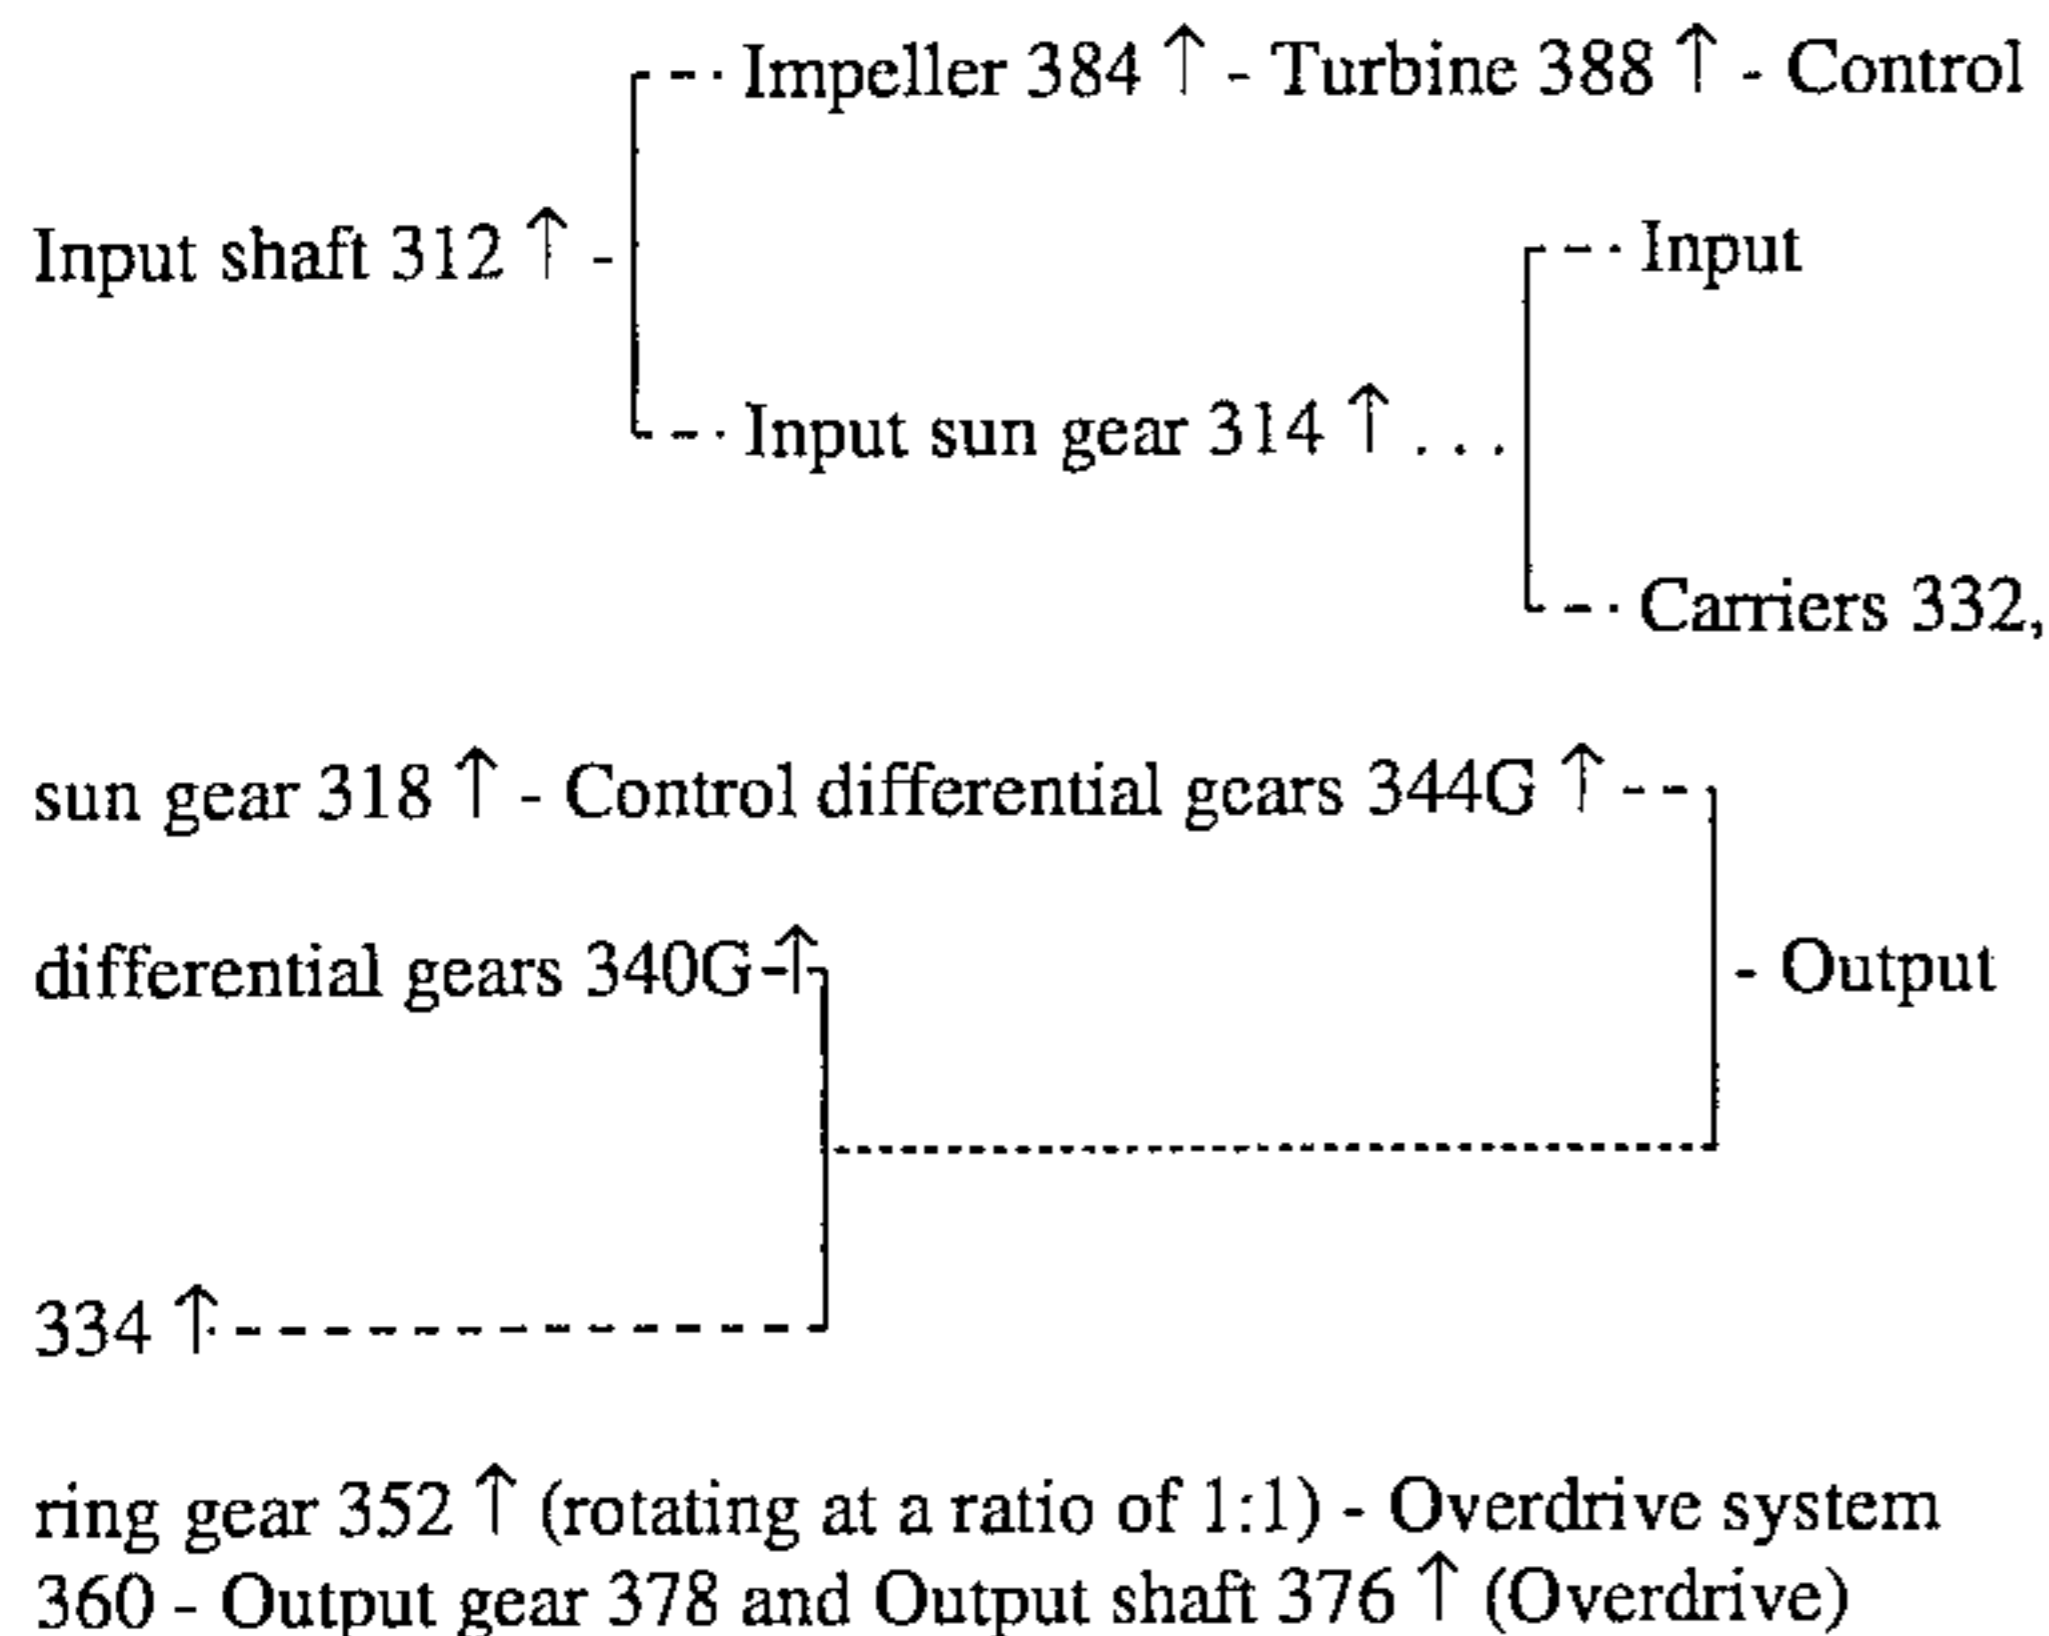 Impeller 384 ↑ - Turbine 388 ↑ - Control
Input shaft 312 ↑ -
Input
Input sun gear 314 ↑ . . .
Carriers 332,
sun gear 318 ↑ - Control differential gears 344G ↑
differential gears 340G ↑
- Output
334 ↑
ring gear 352 ↑ (rotating at a ratio of 1:1) - Overdrive system
360 - Output gear 378 and Output shaft 376 ↑ (Overdrive)